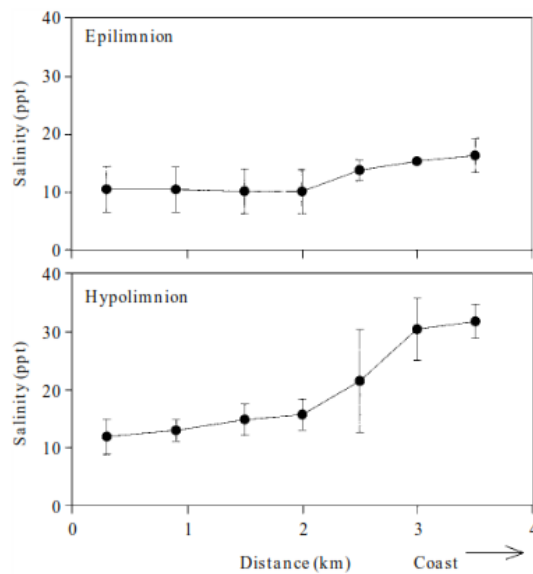 40
Epilimnion
30
Salinity (ppt)
20
10
0
40
Hypolimnion
30
Salinity (ppt)
20
10
0
0 1 2 3 4
Distance (km) Coast